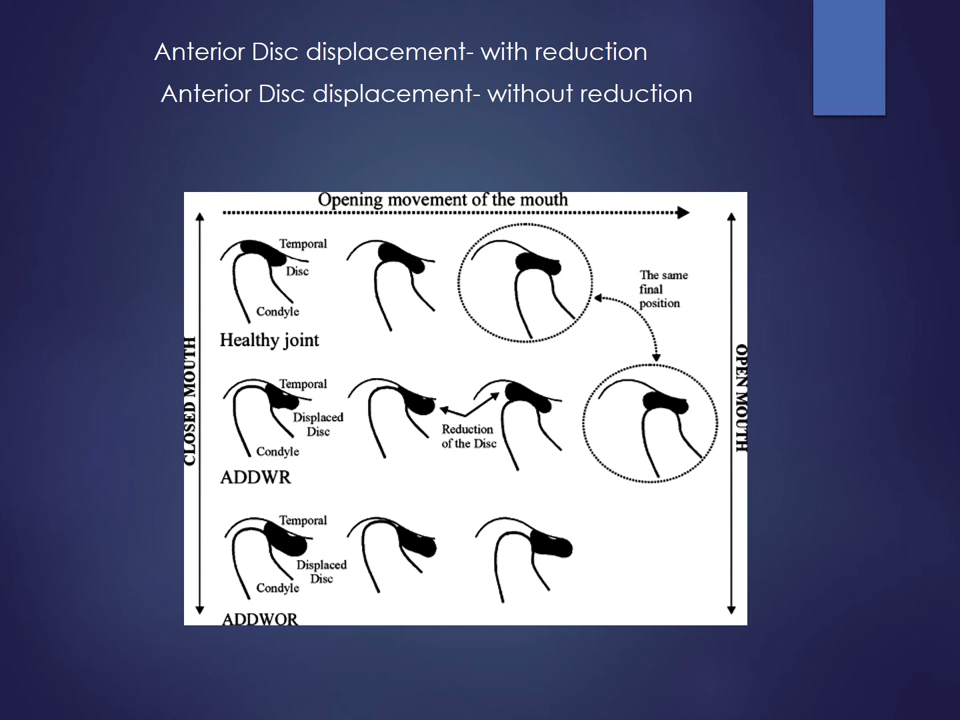 Anterior Disc displacement- with reduction
Anterior Disc displacement- without reduction
Opening movement of the mouth
CLOSED MOUTH
OPEN MOUTH
Temporal
Disc
Condyle
Healthy joint
The same
final
position
Temporal
Displaced
Disc
Condyle
ADDWR
Reduction
of the Disc
Temporal
Displaced
Disc
Condyle
ADDWOR